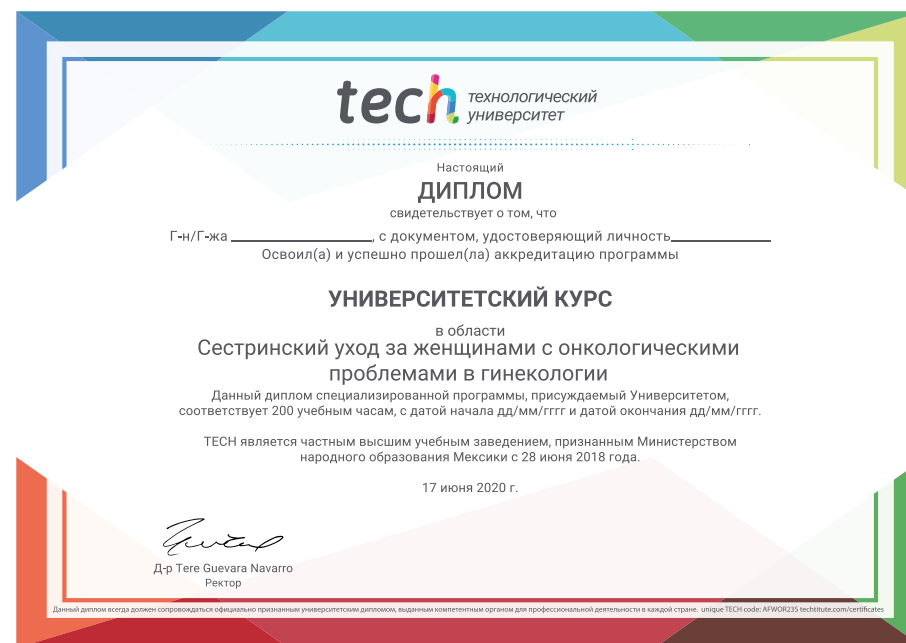 tech технологический
университет
Настоящий
ДИПЛОМ
свидетельствует о том, что
Г-н/Г-жа ____________________, с документом, удостоверяющий личность______________
Освоил(а) и успешно прошел(ла) аккредитацию программы
УНИВЕРСИТЕТСКИЙ КУРС
в области
Сестринский уход за женщинами с онкологическими
проблемами в гинекологии
Данный диплом специализированной программы, присуждаемый Университетом,
соответствует 200 учебным часам, с датой начала дд/мм/гггг и датой окончания дд/мм/гггг.
TECH является частным высшим учебным заведением, признанным Министерством
народного образования Мексики с 28 июня 2018 года.
17 июня 2020 г.
Д-р Tere Guevara Navarro
Ректор
Данный диплом всегда должен сопровождаться официально признанным университетским дипломом, выданным компетентным органом для профессиональной деятельности в каждой стране. unique TECH code: AFWOR23S techtitute.com/certificates